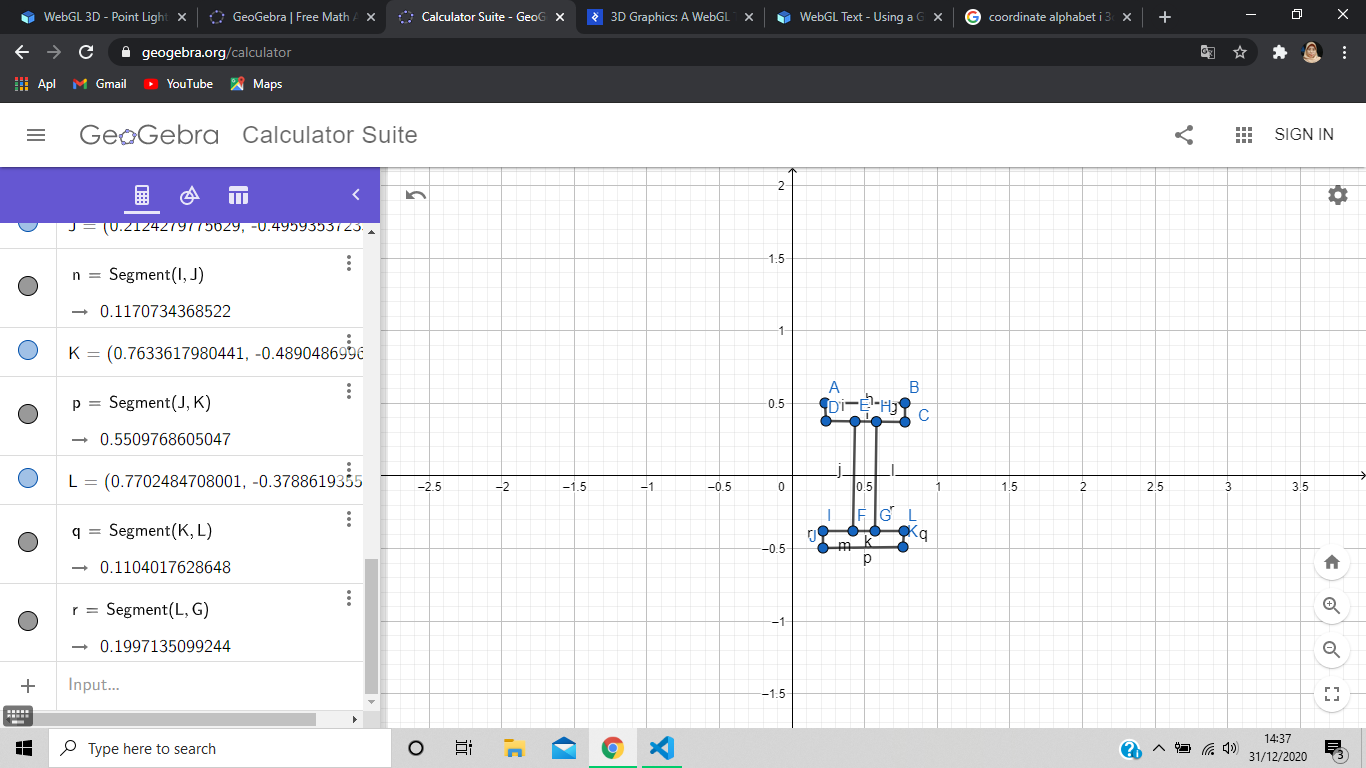 WebGL 3D - Point Light
GeoGebra | Free Math A
Calculator Suite - GeoG
3D Graphics: A WebGL T
WebGL Text - Using a G
coordinate alphabet i 3d
geogebra.org/calculator
Apl
Gmail
YouTube
Maps
GeoGebra
Calculator Suite
SIGN IN
J = (0.2124279775629, -0.495935372
n = Segment(I, J)
→ 0.1170734368522
K = (0.7633617980441, -0.489048699
p = Segment(J, K)
→ 0.5509768605047
L = (0.7702484708001, -0.378861935
q = Segment(K, L)
→ 0.1104017628648
r = Segment(L, G)
→ 0.1997135099244
Input...
2
1.5
1
A B
0.5 D i E h H g C
j l
−2.5 −2 −1.5 −1 −0.5 0 0.5 1 1.5 2 2.5 3 3.5
I F G r L
r J m k K q
−0.5
p
−1
−1.5
Type here to search
14:37
31/12/2020
3